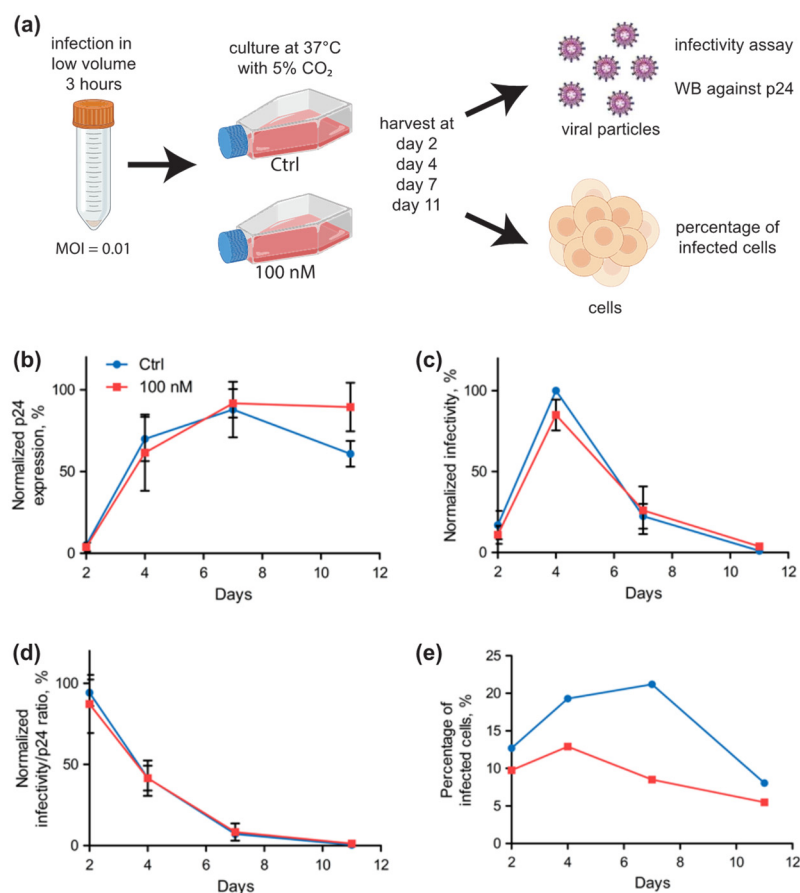 (a)
infection in
low volume
3 hours
MOI = 0.01
culture at 37°C
with 5% CO₂
Ctrl
100 nM
harvest at
day 2
day 4
day 7
day 11
viral particles
infectivity assay
WB against p24
cells
percentage of
infected cells
(b)
Normalized p24
expression, %
100
50
0
2
4
6
8
10
12
Days
Ctrl
100 nM
(c)
Normalized infectivity, %
100
50
0
2
4
6
8
10
12
Days
(d)
Normalized
infectivity/p24 ratio, %
100
50
0
2
4
6
8
10
12
Days
(e)
Percentage of
infected cells, %
25
20
15
10
5
0
2
4
6
8
10
12
Days